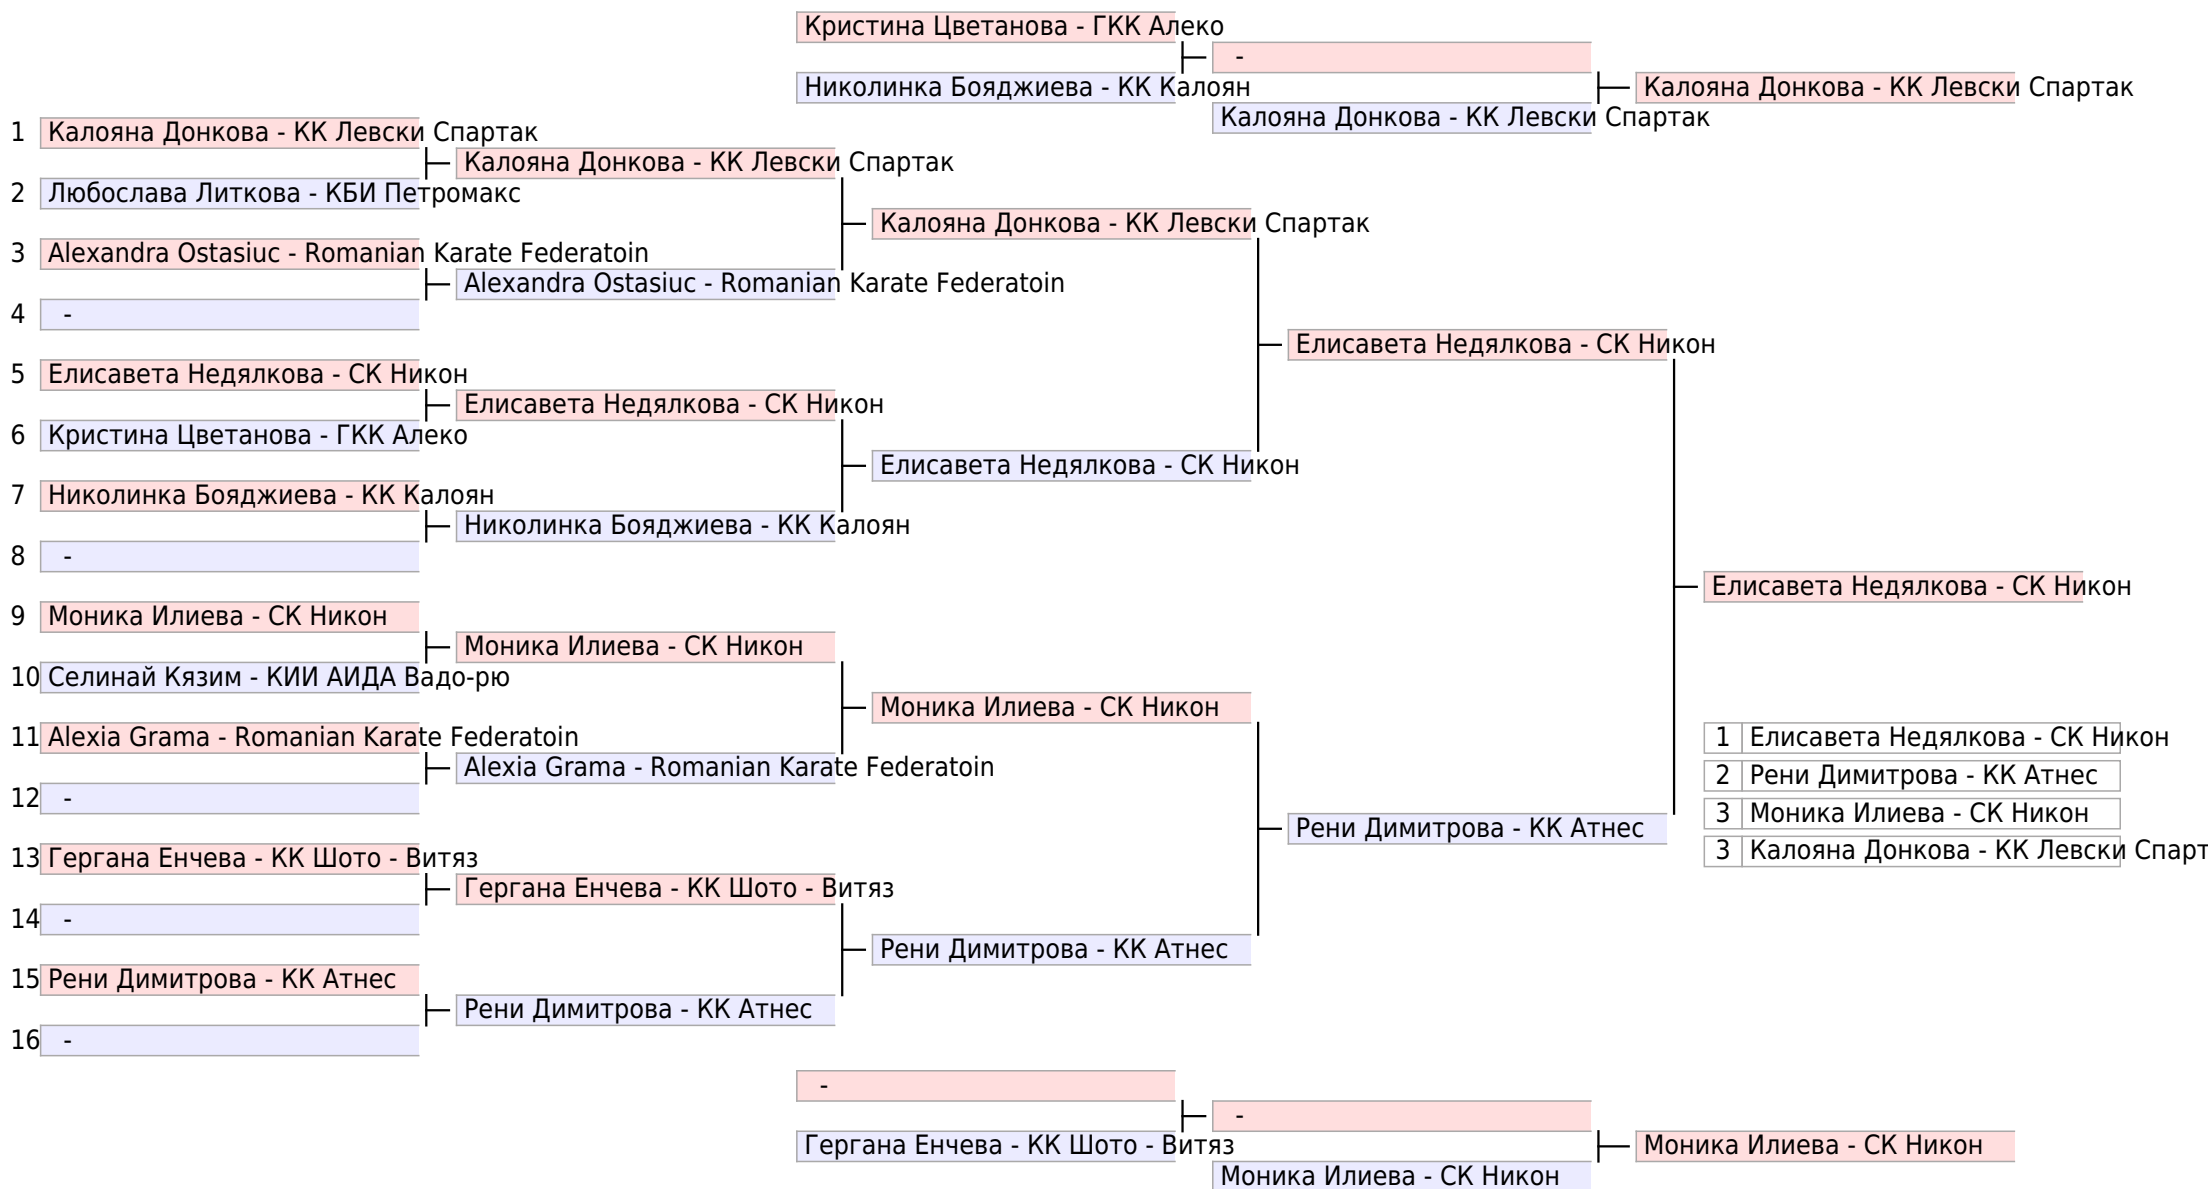 Кристина Цветанова - ГКК Алеко
-
Николинка Бояджиева - КК Калоян
Калояна Донкова - КК Левски Спартак
Калояна Донкова - КК Левски Спартак
1 Калояна Донкова - КК Левски Спартак
Калояна Донкова - КК Левски Спартак
2 Любослава Литкова - КБИ Петромакс
Калояна Донкова - КК Левски Спартак
3 Alexandra Ostasiuc - Romanian Karate Federatoin
Alexandra Ostasiuc - Romanian Karate Federatoin
4 -
Елисавета Недялкова - СК Никон
5 Елисавета Недялкова - СК Никон
Елисавета Недялкова - СК Никон
6 Кристина Цветанова - ГКК Алеко
Елисавета Недялкова - СК Никон
7 Николинка Бояджиева - КК Калоян
Николинка Бояджиева - КК Калоян
8 -
Елисавета Недялкова - СК Никон
9 Моника Илиева - СК Никон
Моника Илиева - СК Никон
10 Селинай Кязим - КИИ АИДА Вадо-рю
Моника Илиева - СК Никон
11 Alexia Grama - Romanian Karate Federatoin
Alexia Grama - Romanian Karate Federatoin
12 -
1 Елисавета Недялкова - СК Никон
2 Рени Димитрова - КК Атнес
3 Моника Илиева - СК Никон
3 Калояна Донкова - КК Левски Спарт
Рени Димитрова - КК Атнес
13 Гергана Енчева - КК Шото - Витяз
Гергана Енчева - КК Шото - Витяз
14 -
Рени Димитрова - КК Атнес
15 Рени Димитрова - КК Атнес
Рени Димитрова - КК Атнес
16 -
-
-
Гергана Енчева - КК Шото - Витяз
Моника Илиева - СК Никон
Моника Илиева - СК Никон